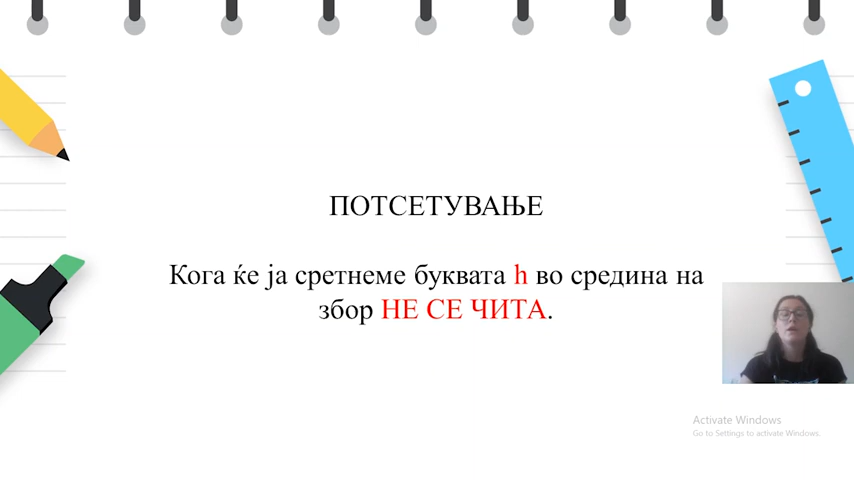 ПОТСЕТУВАЊЕ
Кога ќе ја сретнеме буквата h во средина на
збор НЕ СЕ ЧИТА.
Activate Windows
Go to Settings to activate Windows.